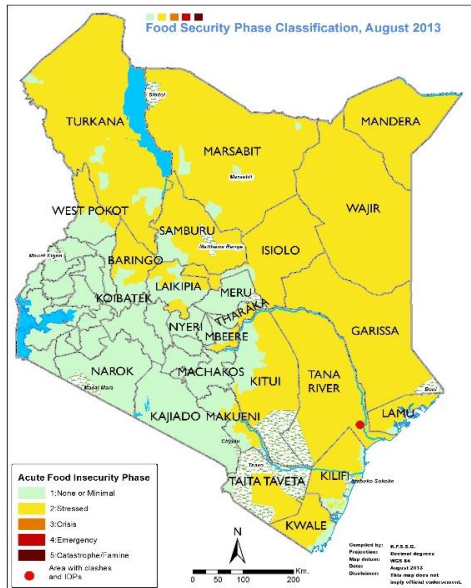 Food Security Phase Classification, August 2013
MANDERA
TURKANA
MARSABIT
WAJIR
WEST POKOT
SAMBURU
ISIOLO
BARINGO
LAIKIPIA
MERU
KOIBATEK
THARAKA
NYERI
MBEERE
GARISSA
NAROK
MACHAKOS
KITUI
TANA
RIVER
Masai Mara
KAJIADO
MAKUENI
LAMU
Boni
KILIFI
TAITA TAVETA
KWALE
Acute Food Insecurity Phase
1:None or Minimal
2:Stressed
3:Crisis
4:Emergency
5:Catastrophe/Famine
Area with clashes
and IDPs
N
0 50 100 200
Km.
Compiled by: K.F.S.S.G.
Projection: Decimal degrees
Map datum: WGS 84
Date: August 2013
Disclaimer: This map does not
imply official endorsement.